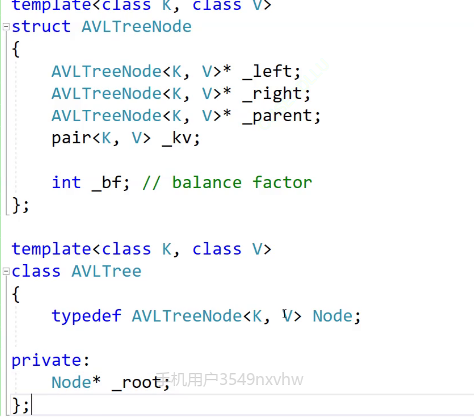 template<class K, class V>
struct AVLTreeNode
{
    AVLTreeNode<K, V>* _left;
    AVLTreeNode<K, V>* _right;
    AVLTreeNode<K, V>* _parent;
    pair<K, V> _kv;

    int _bf; // balance factor
};

template<class K, class V>
class AVLTree
{
    typedef AVLTreeNode<K, V> Node;

private:
    Node* _root;
手机用户3549nxvhw
};